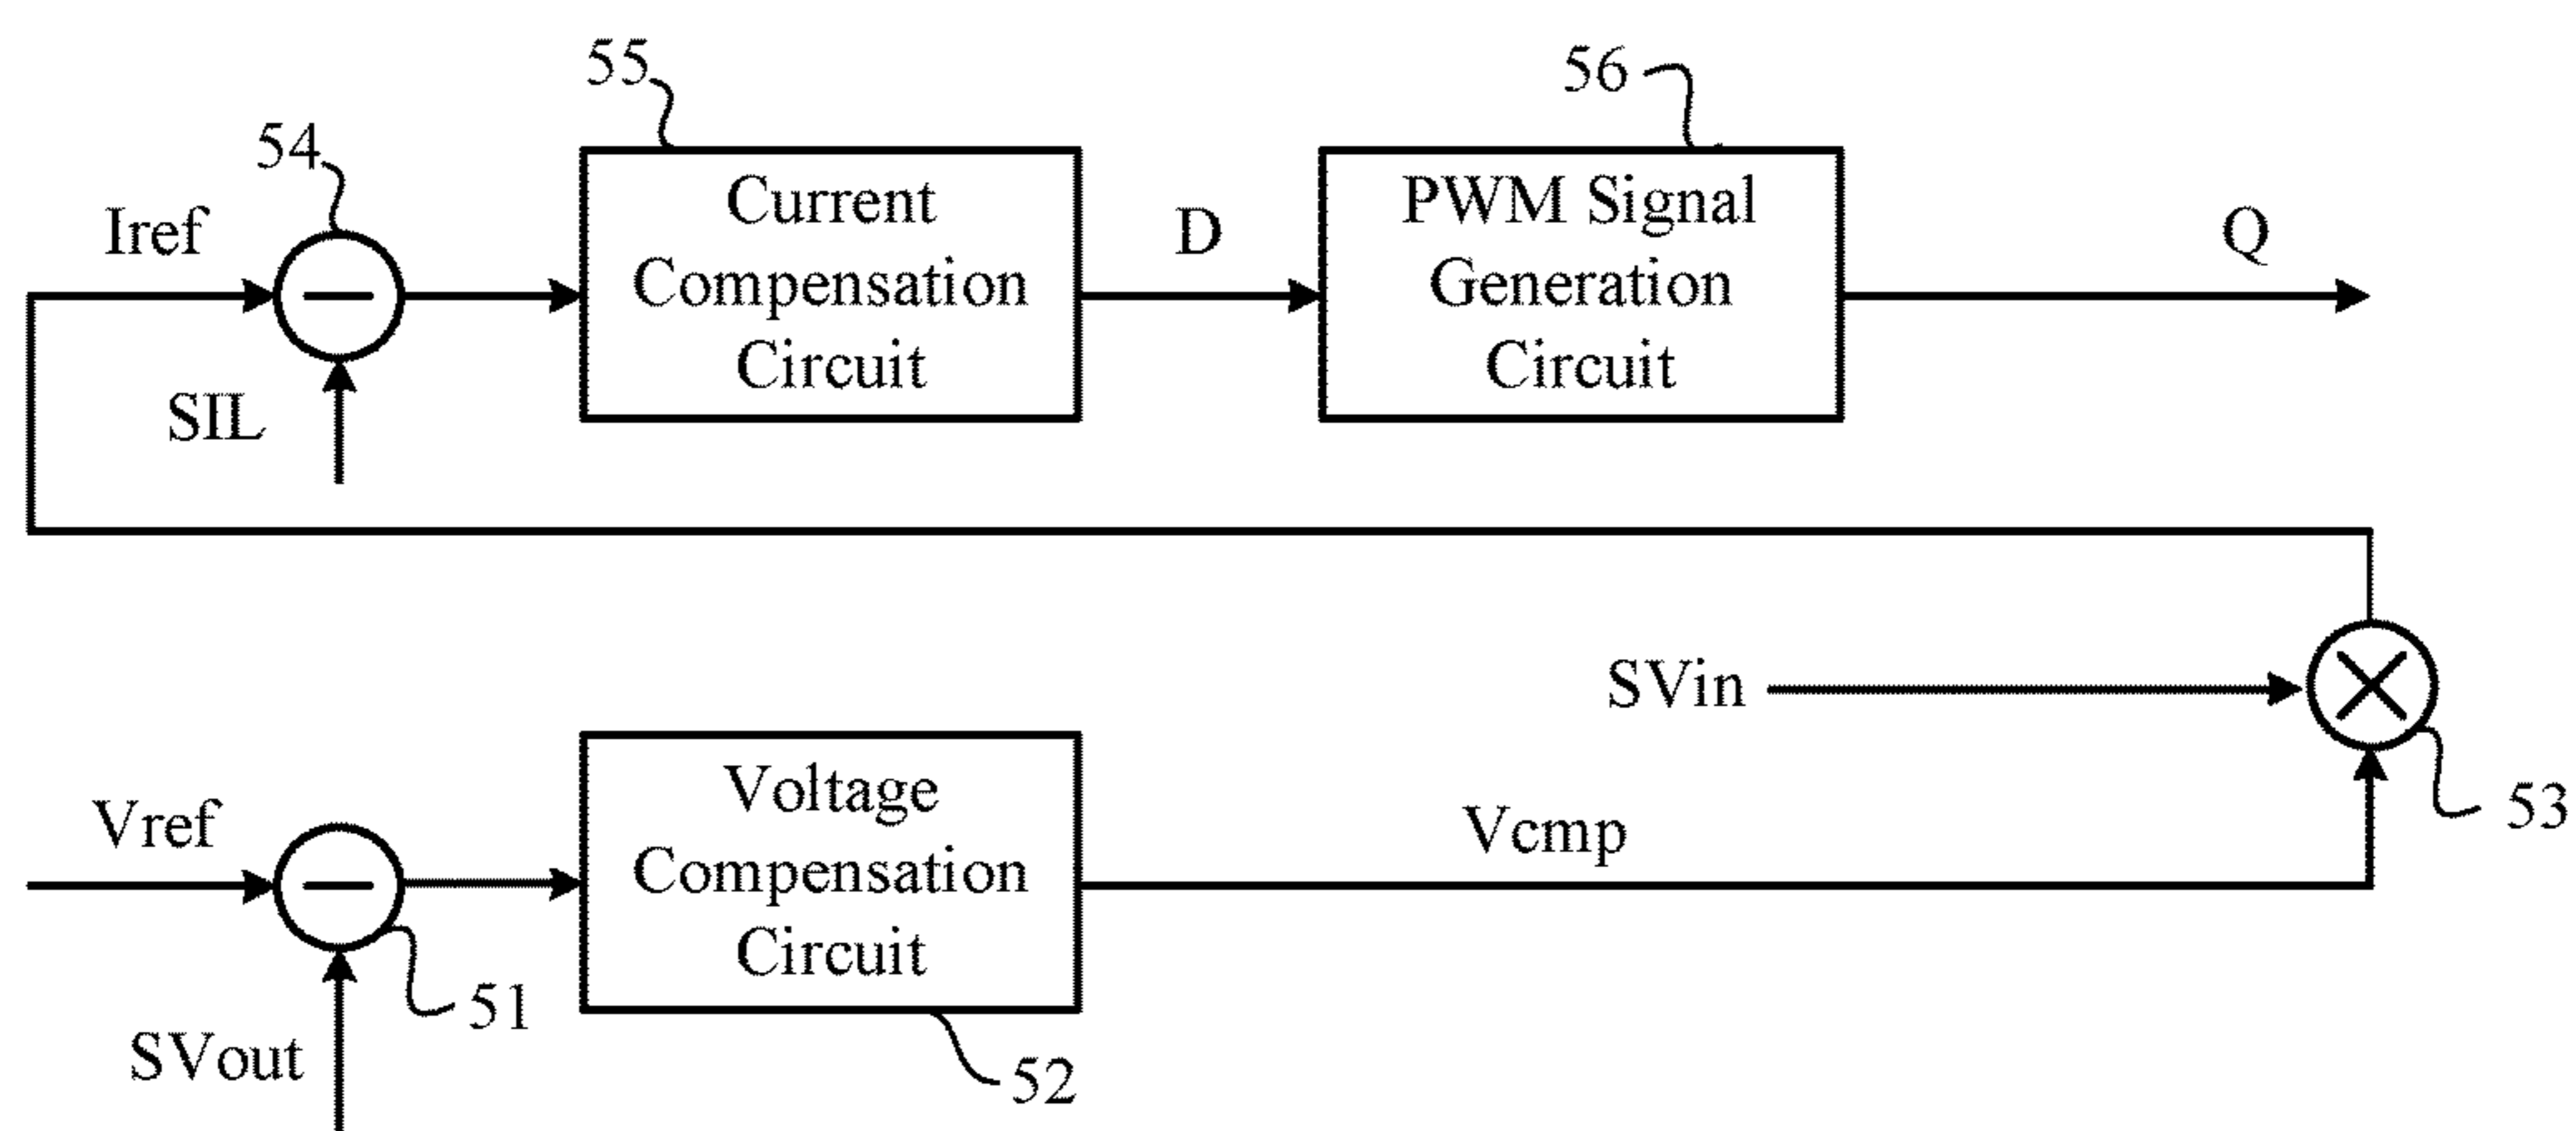 55
56
54
Iref
Current
Compensation
Circuit
D
PWM Signal
Generation
Circuit
Q
SIL
SVin
53
Vref
Voltage
Compensation
Circuit
Vcmp
51
SVout
52